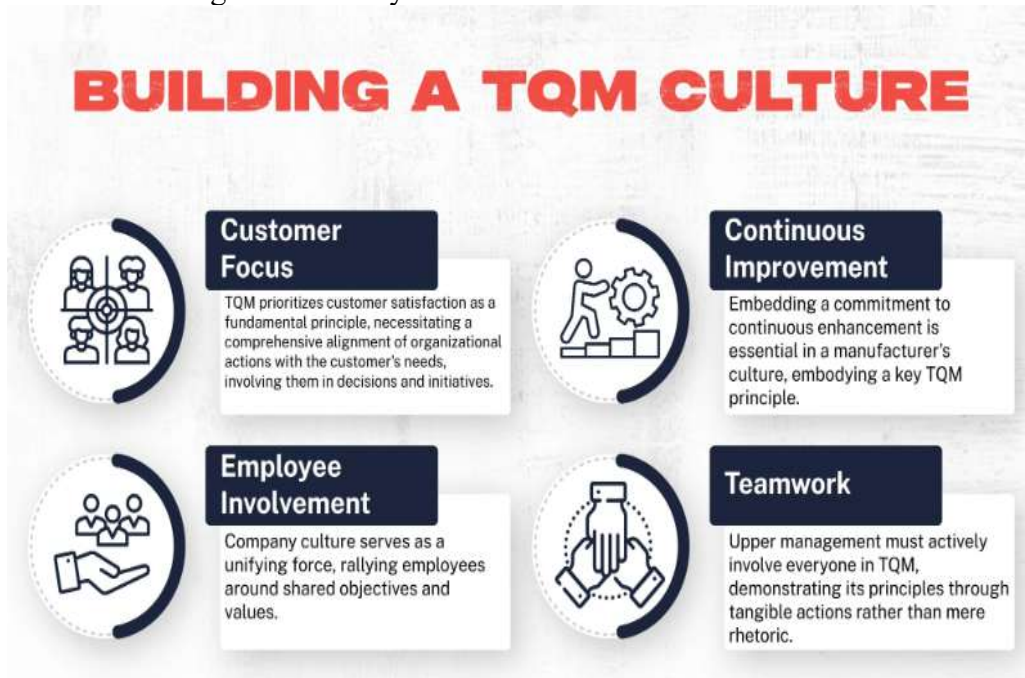 BUILDING A TQM CULTURE
Customer
Focus
TQM prioritizes customer satisfaction as a
fundamental principle, necessitating a
comprehensive alignment of organizational
actions with the customer's needs,
involving them in decisions and initiatives.
Continuous
Improvement
Embedding a commitment to
continuous enhancement is
essential in a manufacturer's
culture, embodying a key TQM
principle.
Employee
Involvement
Company culture serves as a
unifying force, rallying employees
around shared objectives and
values.
Teamwork
Upper management must actively
involve everyone in TQM,
demonstrating its principles through
tangible actions rather than mere
rhetoric.